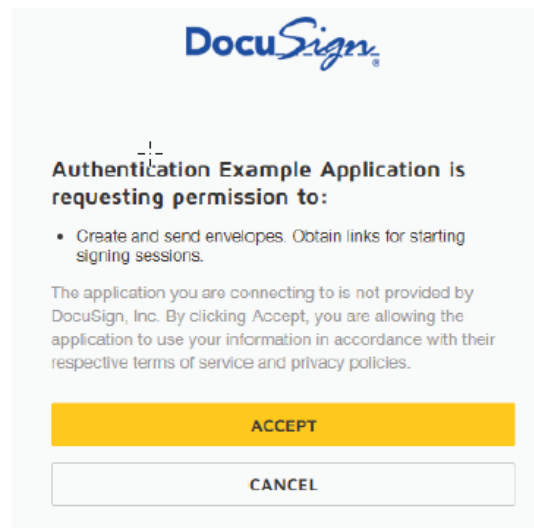 DocuSign®
Authentication Example Application is
requesting permission to:
• Create and send envelopes. Obtain links for starting
signing sessions.
The application you are connecting to is not provided by
DocuSign, Inc. By clicking Accept, you are allowing the
application to use your information in accordance with their
respective terms of service and privacy policies.
ACCEPT
CANCEL